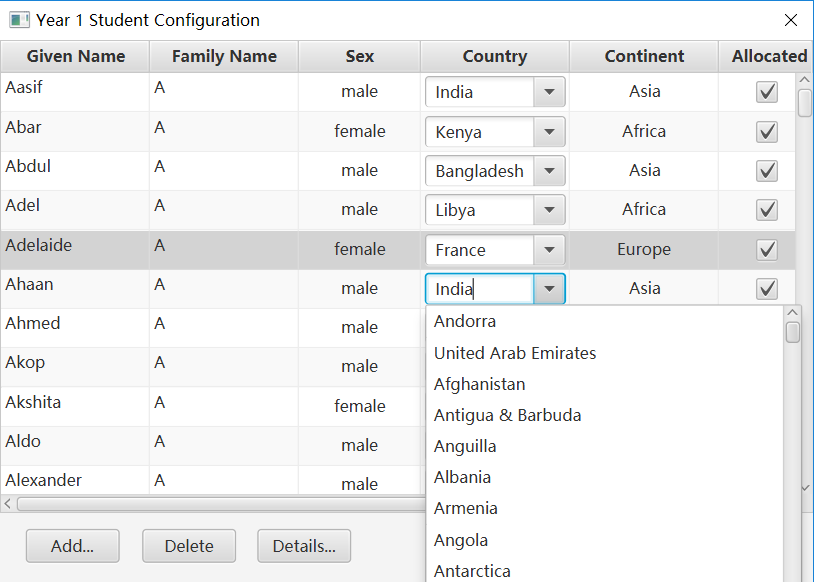 Year 1 Student Configuration
Given Name Family Name Sex Country Continent Allocated
Aasif A male India Asia
Abar A female Kenya Africa
Abdul A male Bangladesh Asia
Adel A male Libya Africa
Adelaide A female France Europe
Ahaan A male India Asia
Ahmed A male
Akop A male
Akshita A female
Aldo A male
Alexander A male
Andorra
United Arab Emirates
Afghanistan
Antigua & Barbuda
Anguilla
Albania
Armenia
Angola
Antarctica
Add... Delete Details...